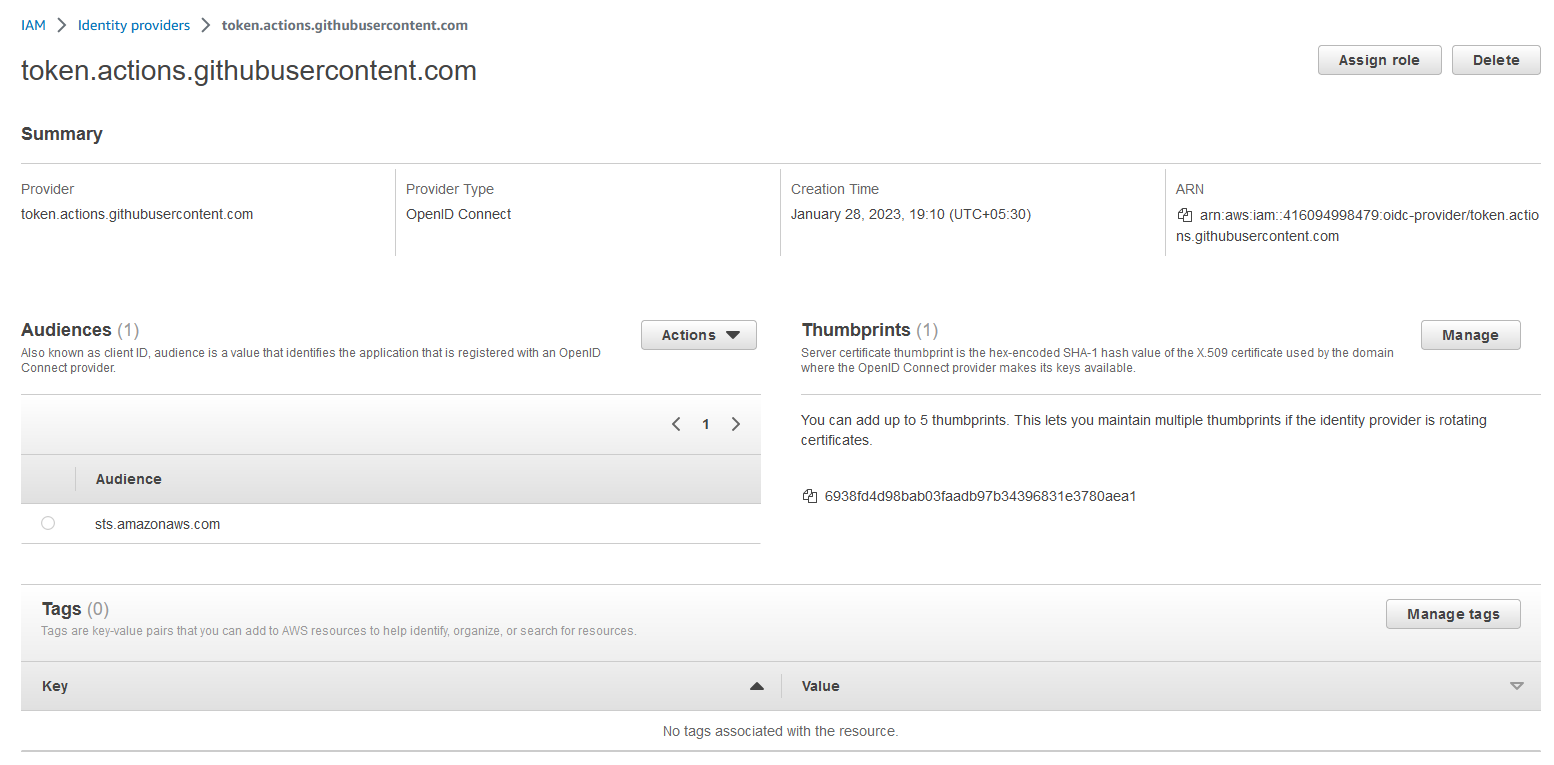 IAM > Identity providers > token.actions.githubusercontent.com
token.actions.githubusercontent.com
Assign role
Delete
Summary
Provider
token.actions.githubusercontent.com
Provider Type
OpenID Connect
Creation Time
January 28, 2023, 19:10 (UTC+05:30)
ARN
arn:aws:iam::416094998479:oidc-provider/token.actio
ns.githubusercontent.com
Audiences (1)
Also known as client ID, audience is a value that identifies the application that is registered with an OpenID
Connect provider.
Actions
1
Audience
sts.amazonaws.com
Thumbprints (1)
Server certificate thumbprint is the hex-encoded SHA-1 hash value of the X.509 certificate used by the domain
where the OpenID Connect provider makes its keys available.
Manage
You can add up to 5 thumbprints. This lets you maintain multiple thumbprints if the identity provider is rotating
certificates.
6938fd4d98bab03faadb97b34396831e3780aea1
Tags (0)
Tags are key-value pairs that you can add to AWS resources to help identify, organize, or search for resources.
Manage tags
Key
Value
No tags associated with the resource.